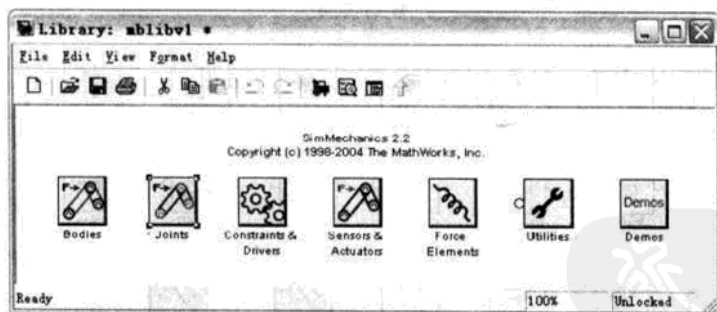 Library: mblibv1 *
File Edit View Format Help
SimMechanics 2.2
Copyright (c) 1998-2004 The MathWorks, Inc.
Bodies Joints Constraints & Drivers Sensors & Actuators Force Elements Utilities Demos Demos
Ready 100% Unlocked